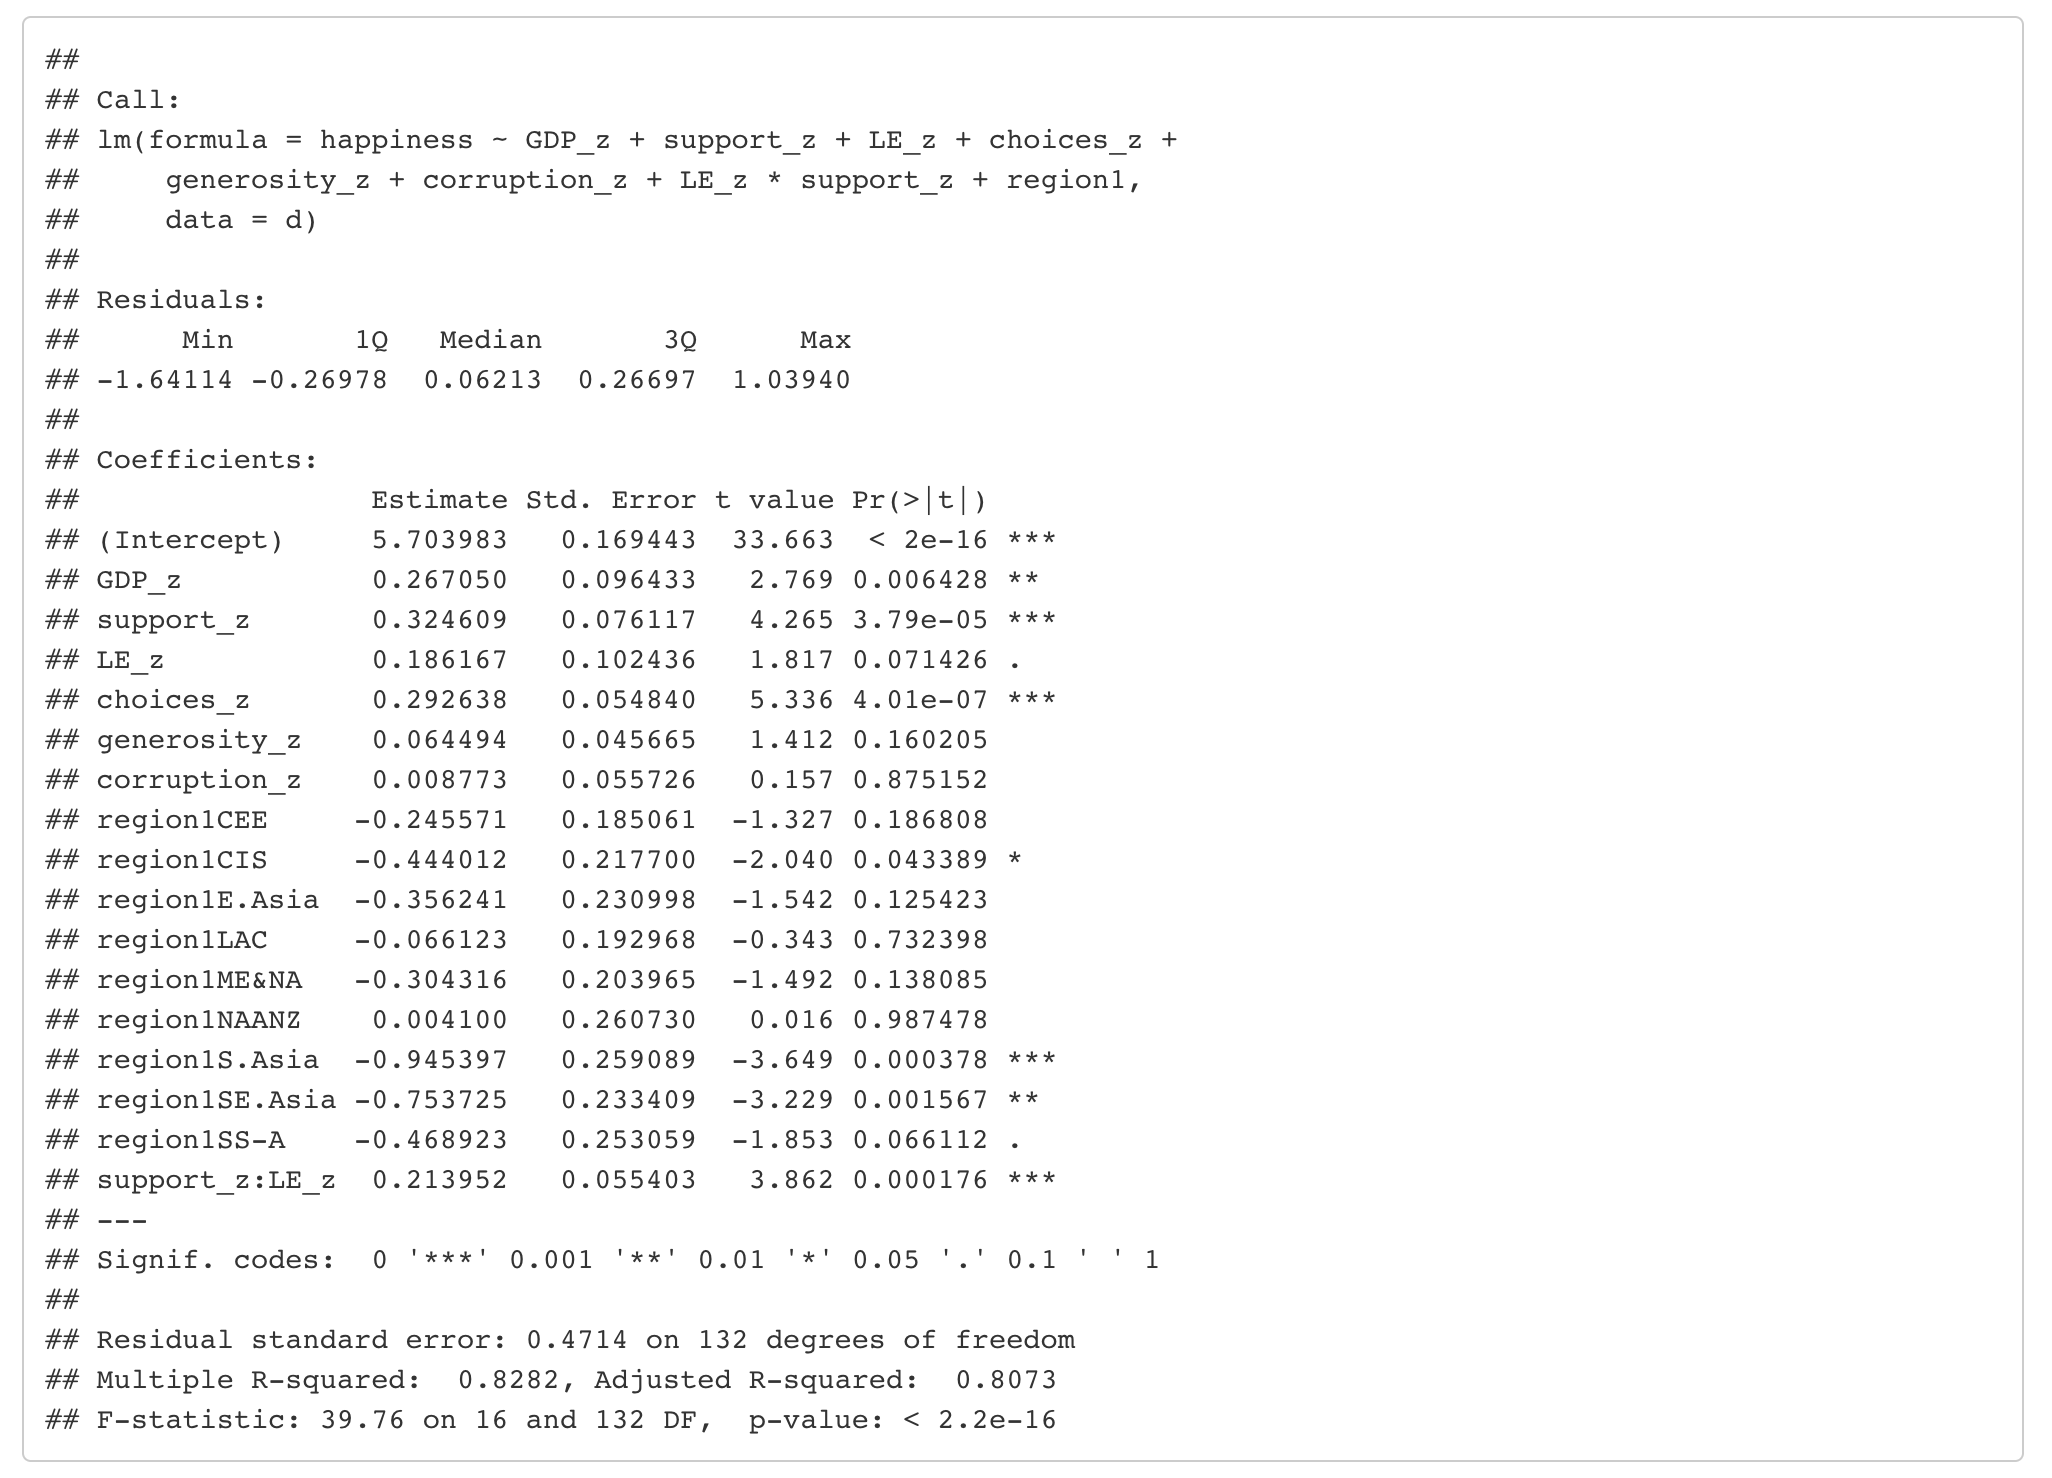 ##
## Call:
## lm(formula = happiness ~ GDP_z + support_z + LE_z + choices_z +
##     generosity_z + corruption_z + LE_z * support_z + region1,
##     data = d)
##
## Residuals:
##      Min       1Q   Median       3Q      Max
## -1.64114 -0.26978  0.06213  0.26697  1.03940
##
## Coefficients:
##                 Estimate Std. Error t value Pr(>|t|)
## (Intercept)     5.703983   0.169443  33.663  < 2e-16 ***
## GDP_z           0.267050   0.096433   2.769 0.006428 **
## support_z       0.324609   0.076117   4.265 3.79e-05 ***
## LE_z            0.186167   0.102436   1.817 0.071426 .
## choices_z       0.292638   0.054840   5.336 4.01e-07 ***
## generosity_z    0.064494   0.045665   1.412 0.160205
## corruption_z    0.008773   0.055726   0.157 0.875152
## region1CEE     -0.245571   0.185061  -1.327 0.186808
## region1CIS     -0.444012   0.217700  -2.040 0.043389 *
## region1E.Asia  -0.356241   0.230998  -1.542 0.125423
## region1LAC     -0.066123   0.192968  -0.343 0.732398
## region1ME&NA   -0.304316   0.203965  -1.492 0.138085
## region1NAANZ    0.004100   0.260730   0.016 0.987478
## region1S.Asia  -0.945397   0.259089  -3.649 0.000378 ***
## region1SE.Asia -0.753725   0.233409  -3.229 0.001567 **
## region1SS-A    -0.468923   0.253059  -1.853 0.066112 .
## support_z:LE_z  0.213952   0.055403   3.862 0.000176 ***
## ---
## Signif. codes:  0 '***' 0.001 '**' 0.01 '*' 0.05 '.' 0.1 ' ' 1
##
## Residual standard error: 0.4714 on 132 degrees of freedom
## Multiple R-squared:  0.8282, Adjusted R-squared:  0.8073
## F-statistic: 39.76 on 16 and 132 DF,  p-value: < 2.2e-16